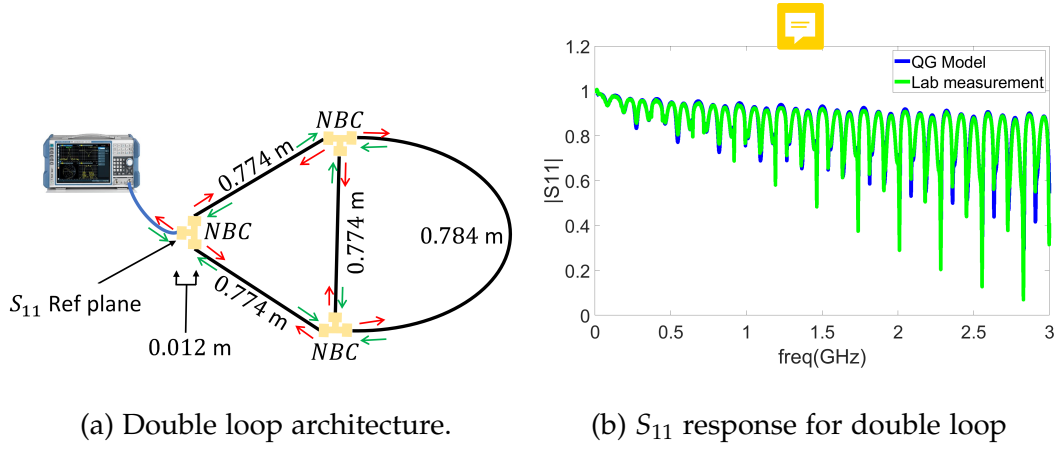 NBC
0.774 m
NBC
0.774 m
0.784 m
S₁₁ Ref plane
0.774 m
0.012 m
NBC
(a) Double loop architecture.
1.2
1
0.8
0.6
0.4
0.2
0
|S11|
QG Model
Lab measurement
0 0.5 1 1.5 2 2.5 3
freq(GHz)
(b) S₁₁ response for double loop